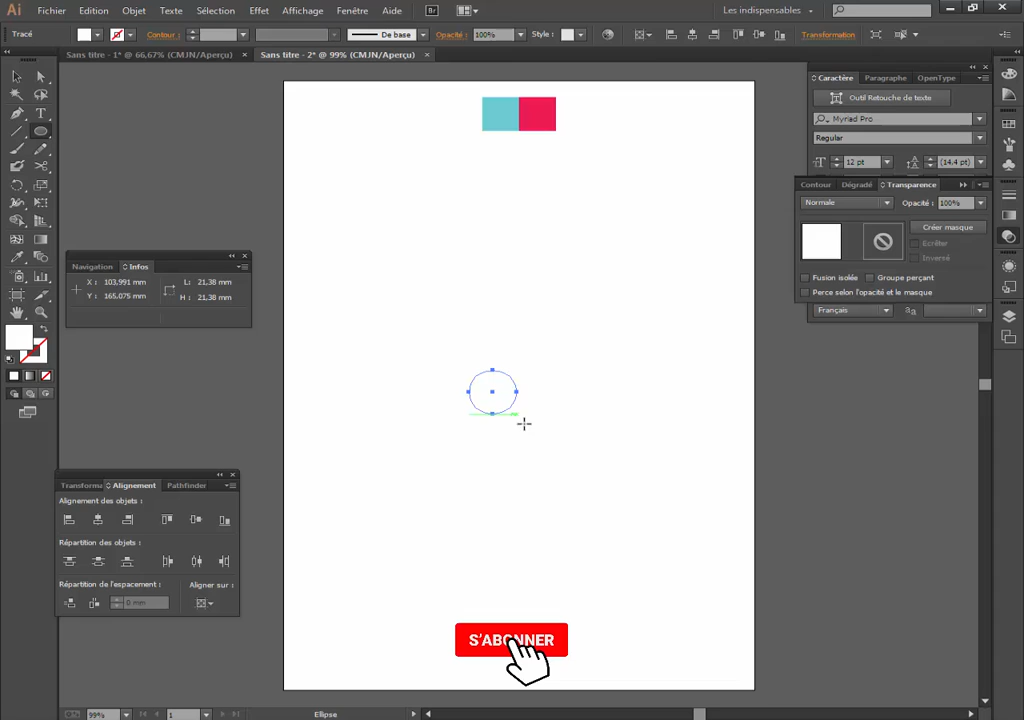 Ai Fichier Edition Objet Texte Sélection Effet Affichage Fenêtre Aide Br Les indispensables
Tracé Contour : De base Opacité : 100% Style : Transformation
Sans titre - 1* @ 66,67% (CMJN/Aperçu) × Sans titre - 2* @ 99% (CMJN/Aperçu) ×
Caractère Paragraphe OpenType
Outil Retouche de texte
Myriad Pro
Regular
12 pt (14,4 pt)
Contour Dégradé Transparence
Normale Opacité : 100%
Créer masque
Ecrêter
Inversé
Fusion isolée Groupe perçant
Perce selon l'opacité et le masque
Français
Navigation Infos
X : 103,991 mm L : 21,38 mm
Y : 165,075 mm H : 21,38 mm
Transforma Alignement Pathfinder
Alignement des objets :
Répartition des objets :
Répartition de l'espacement : Aligner sur :
0 mm
S'ABONNER
99% 1 Ellipse